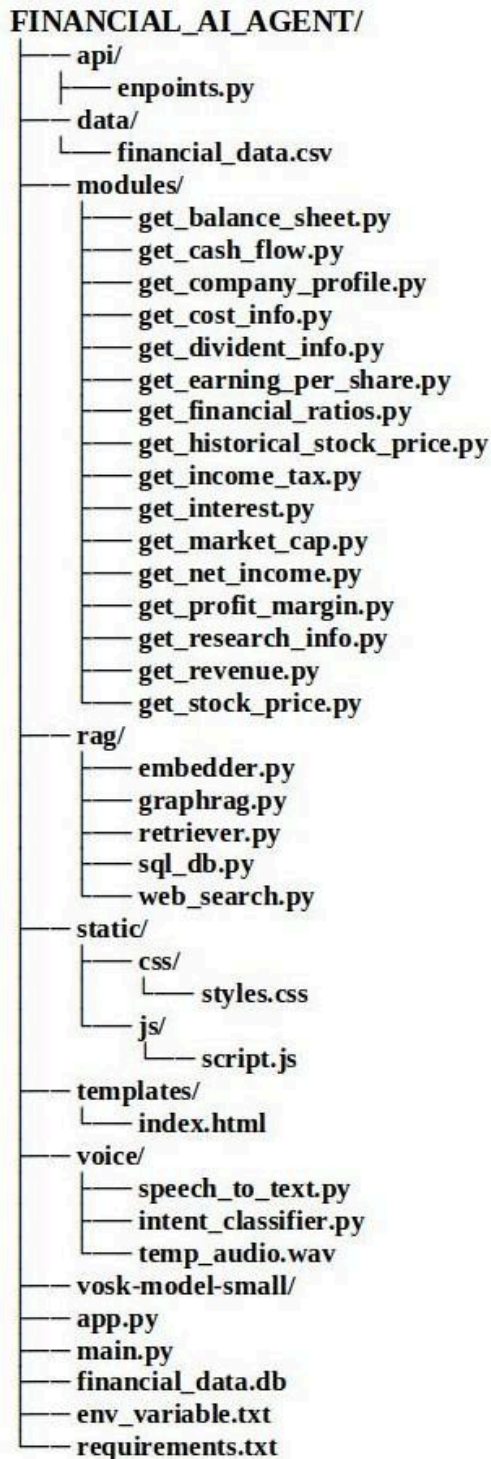 FINANCIAL_AI_AGENT/
├── api/
│   ├── enpoints.py
├── data/
│   └── financial_data.csv
├── modules/
│   ├── get_balance_sheet.py
│   ├── get_cash_flow.py
│   ├── get_company_profile.py
│   ├── get_cost_info.py
│   ├── get_divident_info.py
│   ├── get_earning_per_share.py
│   ├── get_financial_ratios.py
│   ├── get_historical_stock_price.py
│   ├── get_income_tax.py
│   ├── get_interest.py
│   ├── get_market_cap.py
│   ├── get_net_income.py
│   ├── get_profit_margin.py
│   ├── get_research_info.py
│   ├── get_revenue.py
│   └── get_stock_price.py
├── rag/
│   ├── embedder.py
│   ├── graphrag.py
│   ├── retriever.py
│   ├── sql_db.py
│   └── web_search.py
├── static/
│   ├── css/
│   │   └── styles.css
│   └── js/
│       └── script.js
├── templates/
│   └── index.html
├── voice/
│   ├── speech_to_text.py
│   ├── intent_classifier.py
│   └── temp_audio.wav
├── vosk-model-small/
├── app.py
├── main.py
├── financial_data.db
├── env_variable.txt
└── requirements.txt